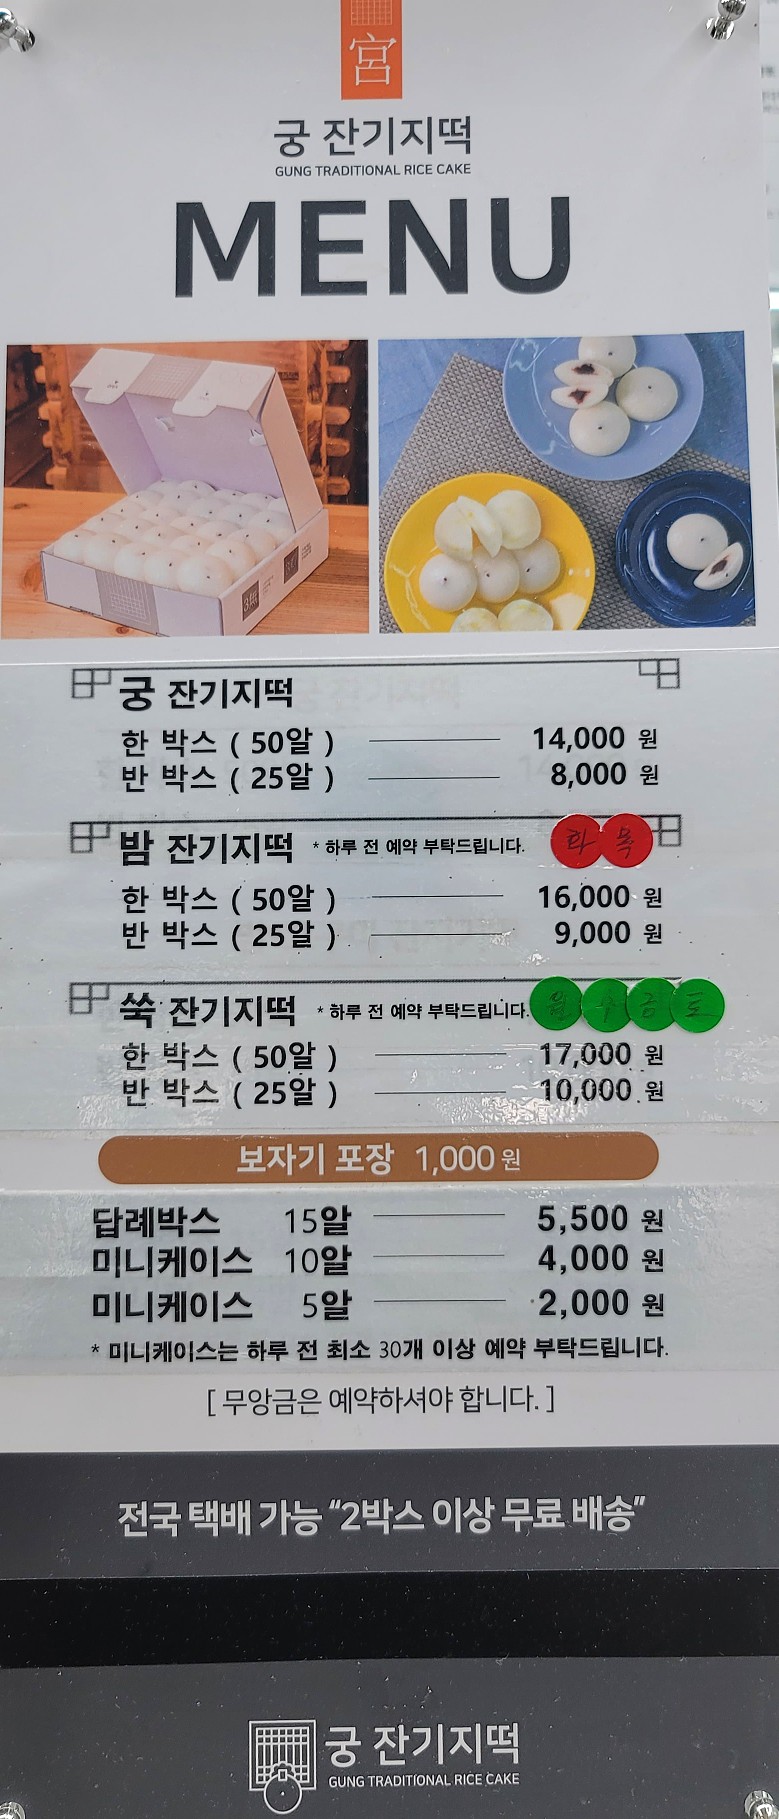 宮
궁 잔기지떡
GUNG TRADITIONAL RICE CAKE
MENU
궁 잔기지떡
한 박스 ( 50알 ) 14,000 원
반 박스 ( 25알 ) 8,000 원
밤 잔기지떡 * 하루 전 예약 부탁드립니다. 화 목
한 박스 ( 50알 ) 16,000 원
반 박스 ( 25알 ) 9,000 원
쑥 잔기지떡 * 하루 전 예약 부탁드립니다. 월 수 금 토
한 박스 ( 50알 ) 17,000 원
반 박스 ( 25알 ) 10,000 원
보자기 포장 1,000 원
답례박스 15알 5,500 원
미니케이스 10알 4,000 원
미니케이스 5알 2,000 원
* 미니케이스는 하루 전 최소 30개 이상 예약 부탁드립니다.
[ 무앙금은 예약하셔야 합니다. ]
전국 택배 가능 “2박스 이상 무료 배송”
궁 잔기지떡
GUNG TRADITIONAL RICE CAKE